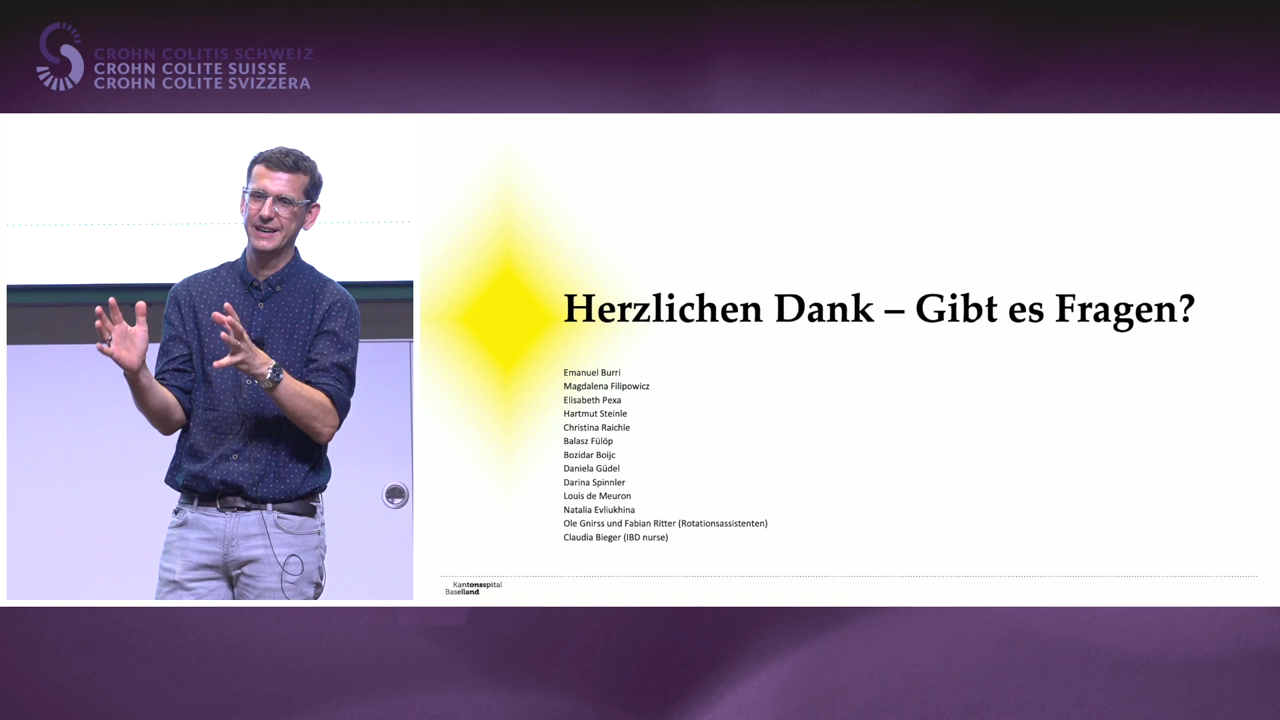 CROHN COLITIS SCHWEIZ
CROHN COLITE SUISSE
CROHN COLITE SVIZZERA
Herzlichen Dank – Gibt es Fragen?
Emanuel Burri
Magdalena Filipowicz
Elisabeth Pexa
Hartmut Steinle
Christina Raichle
Balasz Fülöp
Bozidar Boijc
Daniela Güdel
Darina Spinnler
Louis de Meuron
Natalia Evliukhina
Ole Gnirss und Fabian Ritter (Rotationsassistenten)
Claudia Bieger (IBD nurse)
Kantonsspital
Baselland